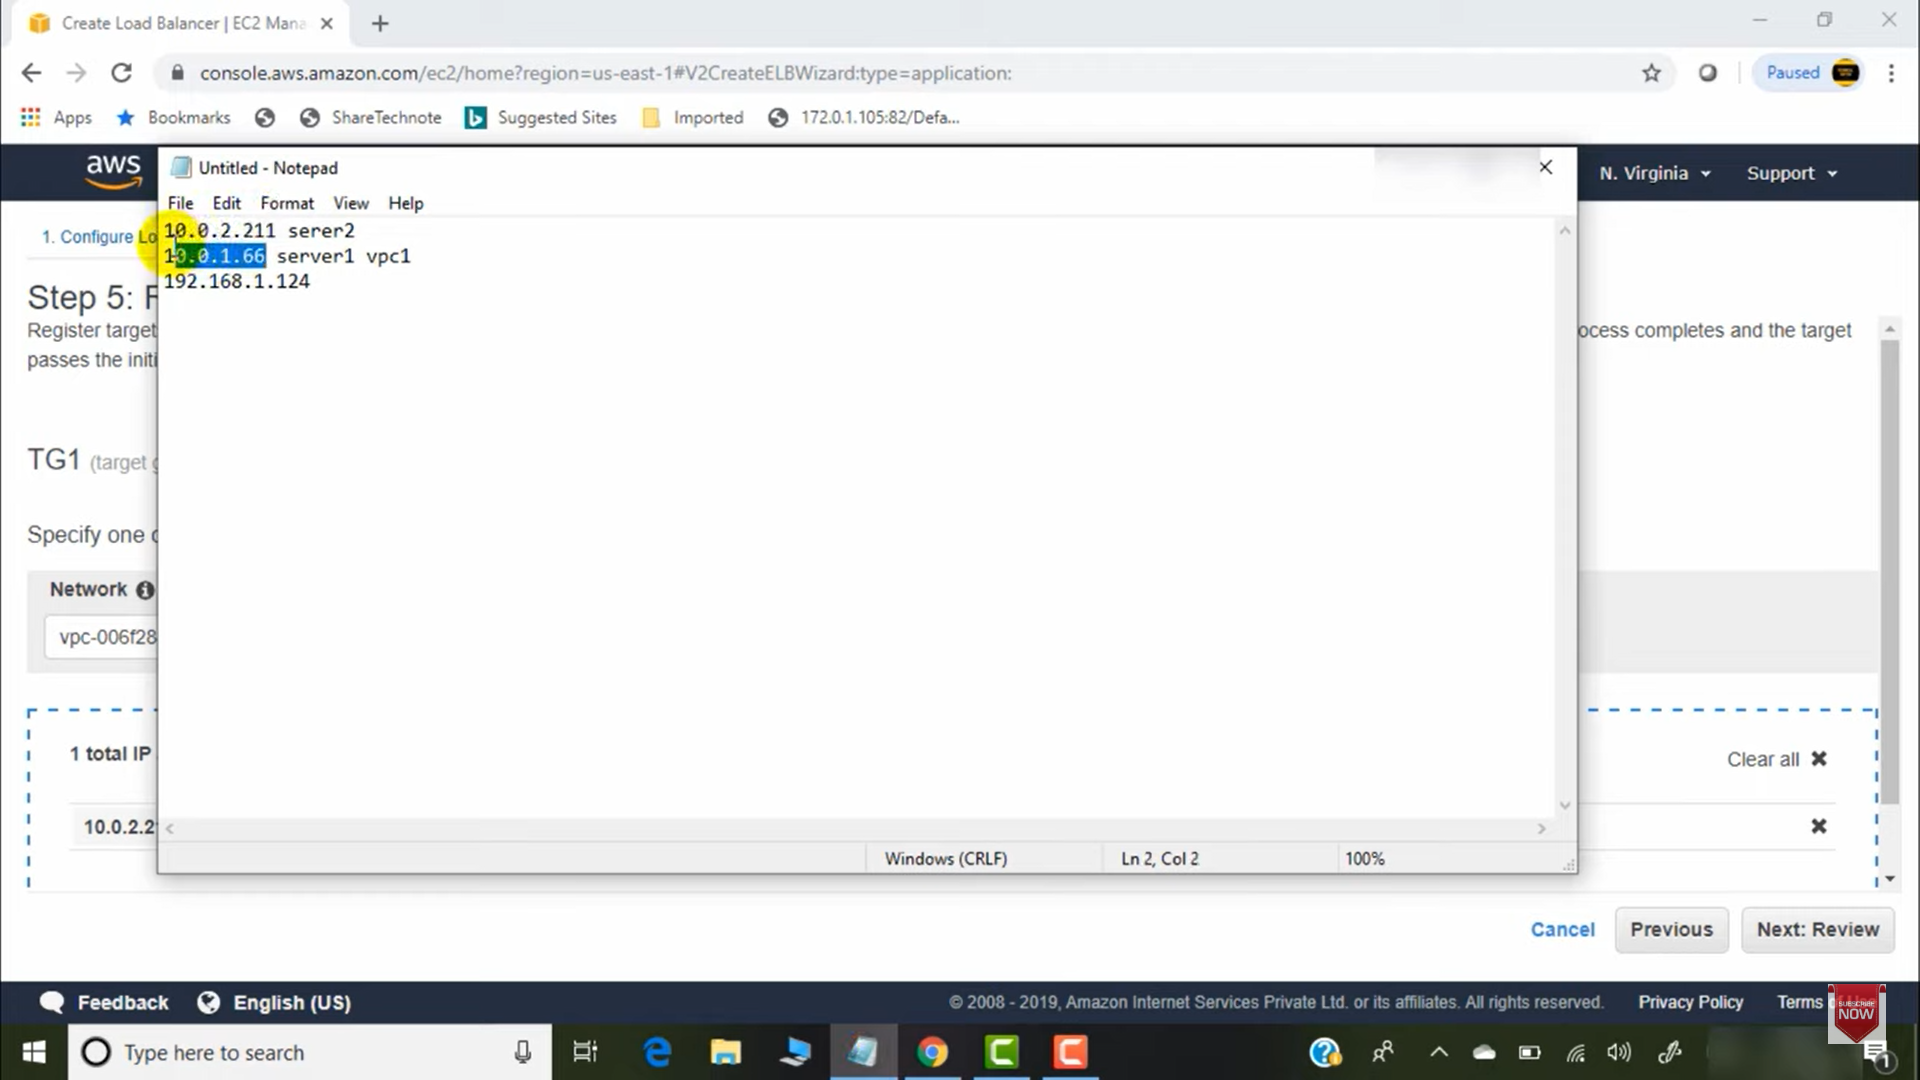 Create Load Balancer | EC2 Mana
console.aws.amazon.com/ec2/home?region=us-east-1#V2CreateELBWizard:type=application:
Paused
Apps
Bookmarks
ShareTechnote
Suggested Sites
Imported
172.0.1.105:82/Defa...
aws
Untitled - Notepad
N. Virginia
Support
File Edit Format View Help
1. Configure Lo
10.0.2.211 serer2
10.0.1.66 server1 vpc1
192.168.1.124
Step 5: R
Register target
ocess completes and the target
passes the initi
TG1 (target g
Specify one o
Network
vpc-006f28
1 total IP
Clear all
10.0.2.2
Windows (CRLF)
Ln 2, Col 2
100%
Cancel
Previous
Next: Review
Feedback
English (US)
© 2008 - 2019, Amazon Internet Services Private Ltd. or its affiliates. All rights reserved.
Privacy Policy
Terms
SUBSCRIBE
NOW
Type here to search
1